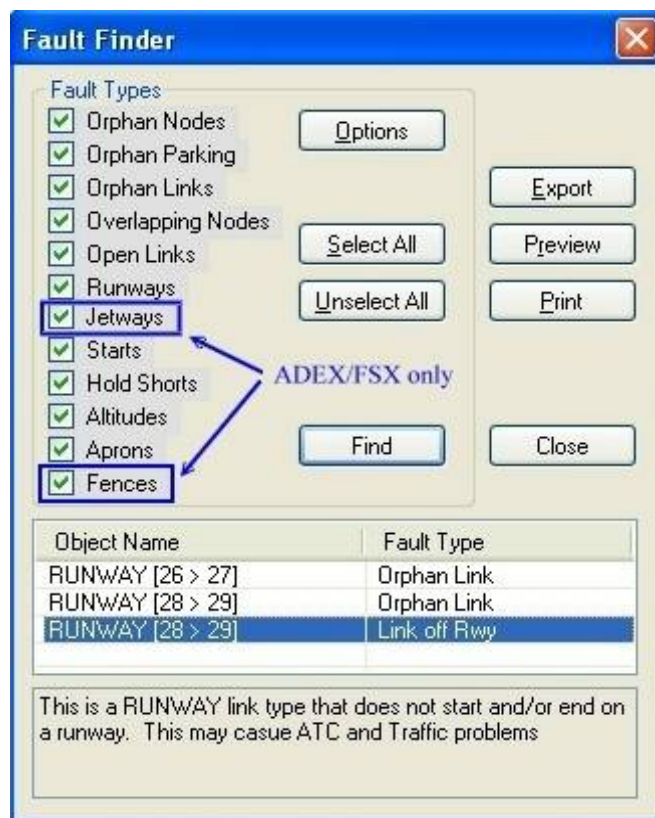 Fault Finder
Fault Types
Orphan Nodes
Orphan Parking
Orphan Links
Overlapping Nodes
Open Links
Runways
Jetways
Starts
Hold Shorts
Altitudes
Aprons
Fences
Options
Select All
Unselect All
ADEX/FSX only
Find
Export
Preview
Print
Close
Object Name Fault Type
RUNWAY [26 > 27] Orphan Link
RUNWAY [28 > 29] Orphan Link
RUNWAY [28 > 29] Link off Rwy
This is a RUNWAY link type that does not start and/or end on
a runway. This may casue ATC and Traffic problems